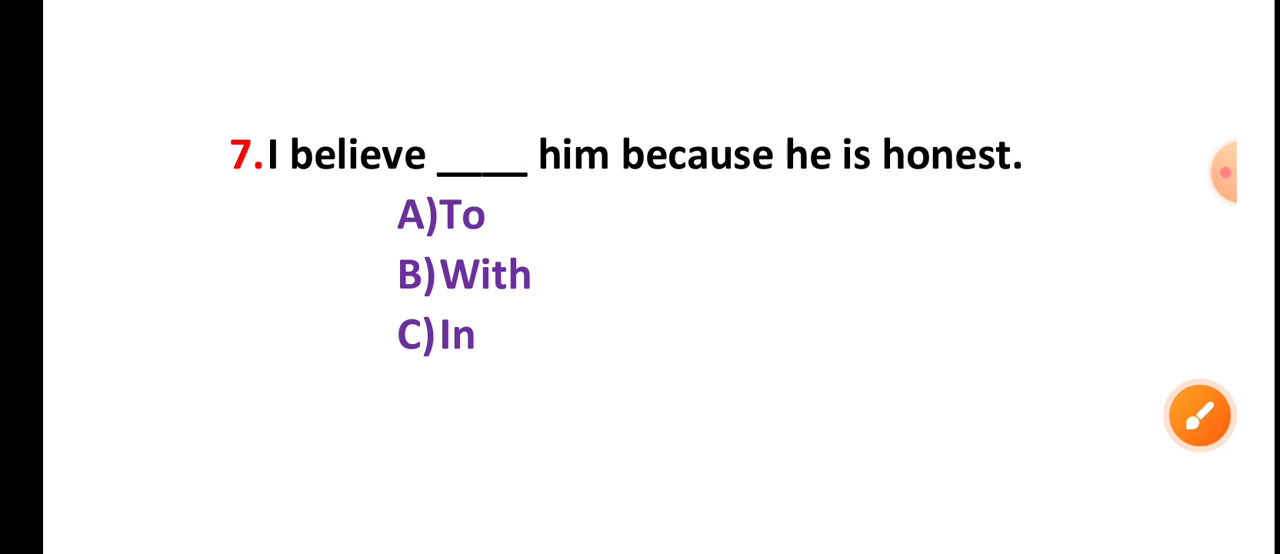 7.I believe ____ him because he is honest.
A)To
B)With
C)In